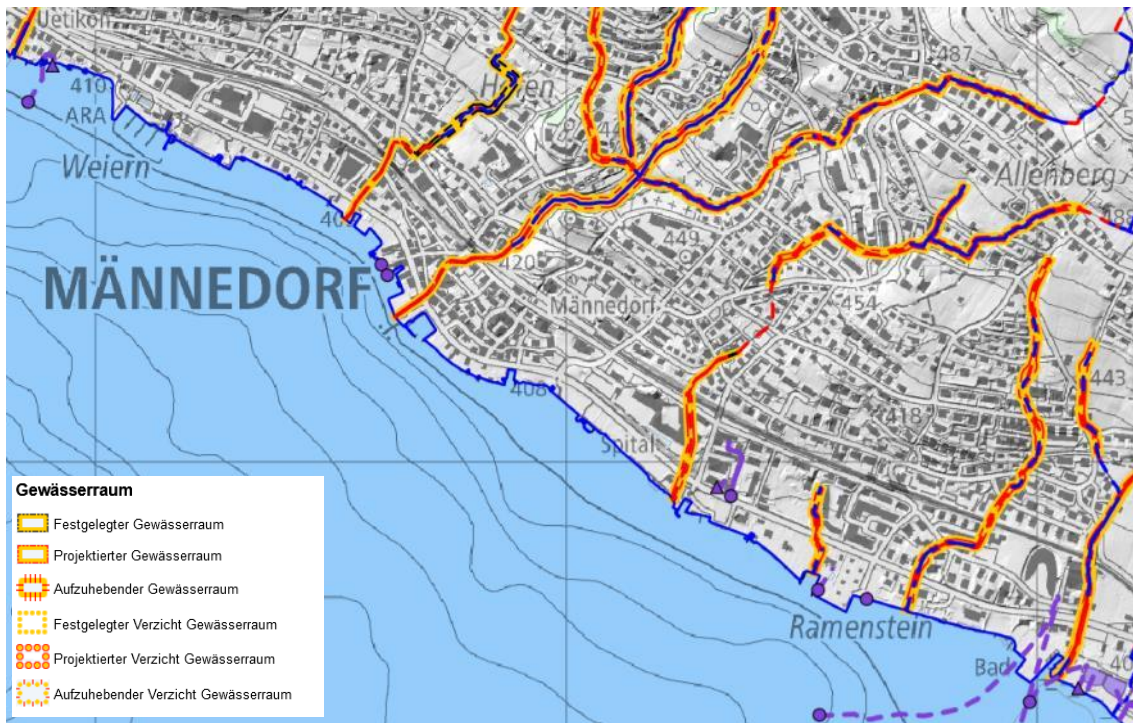 Uetikon
487
410
ARA
Weiern
Allenberg
449
MÄNNEDORF
420
Männedorf
454
408
443
418
Spital
Ramenstein
Bad
Gewässerraum
Festgelegter Gewässerraum
Projektierter Gewässerraum
Aufzuhebender Gewässerraum
Festgelegter Verzicht Gewässerraum
Projektierter Verzicht Gewässerraum
Aufzuhebender Verzicht Gewässerraum